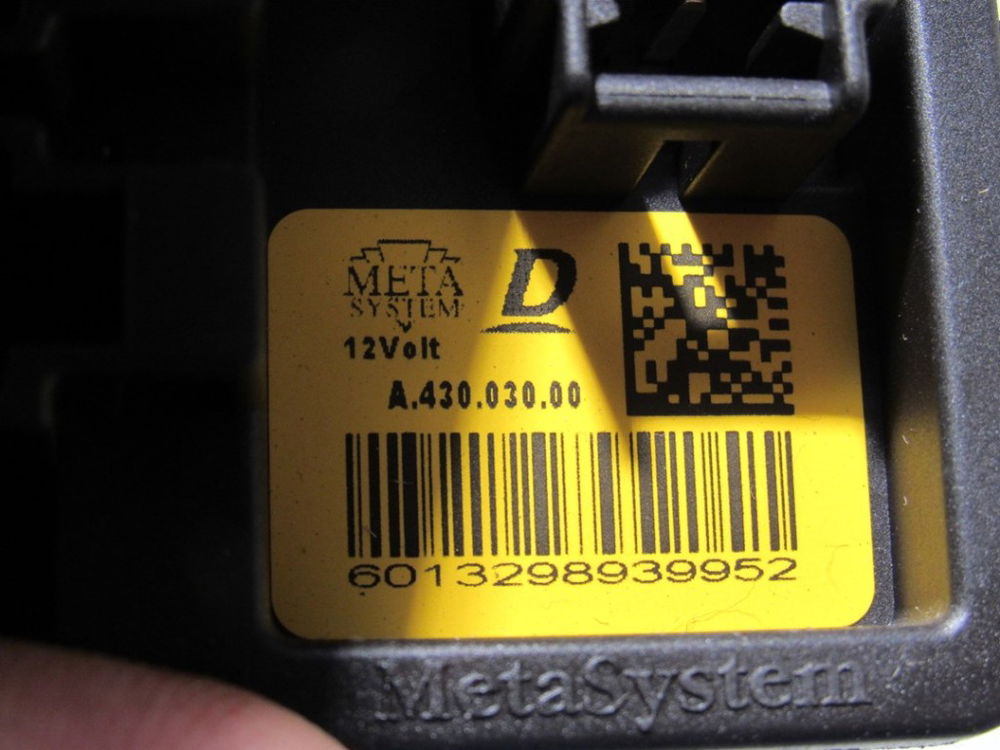 META
SYSTEM
D
12Volt
A.430.030.00
6013298939952
MetaSystem